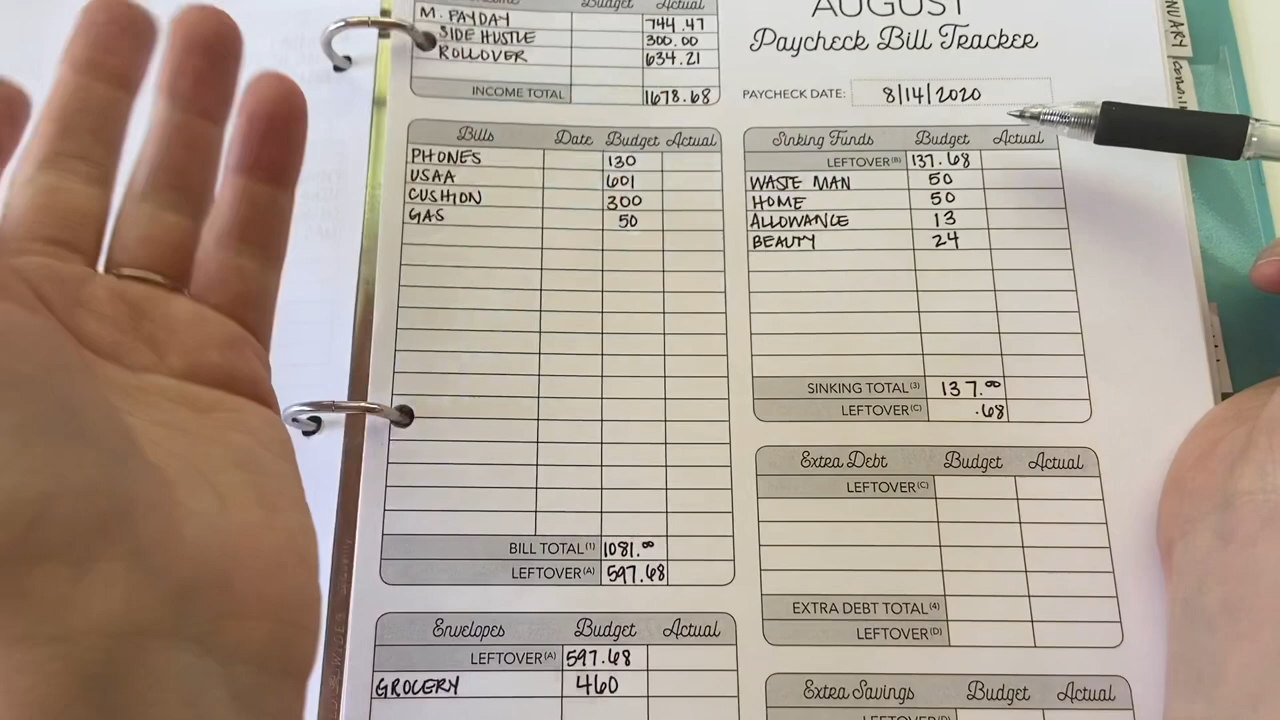 Budget Actual
M. PAYDAY 744.47
SIDE HUSTLE 300.00
ROLLOVER 634.21
INCOME TOTAL 1678.68
AUGUST
Paycheck Bill Tracker
PAYCHECK DATE: 8/14/2020
Bills Date Budget Actual
PHONES 130
USAA 601
CUSHION 300
GAS 50
BILL TOTAL(1) 1081.00
LEFTOVER(A) 597.68
Envelopes Budget Actual
LEFTOVER(A) 597.68
GROCERY 460
Sinking Funds Budget Actual
LEFTOVER(B) 137.68
WASTE MAN 50
HOME 50
ALLOWANCE 13
BEAUTY 24
SINKING TOTAL(3) 137.00
LEFTOVER(C) .68
Extra Debt Budget Actual
LEFTOVER(C)
EXTRA DEBT TOTAL(4)
LEFTOVER(D)
Extra Savings Budget Actual
LEFTOVER(D)